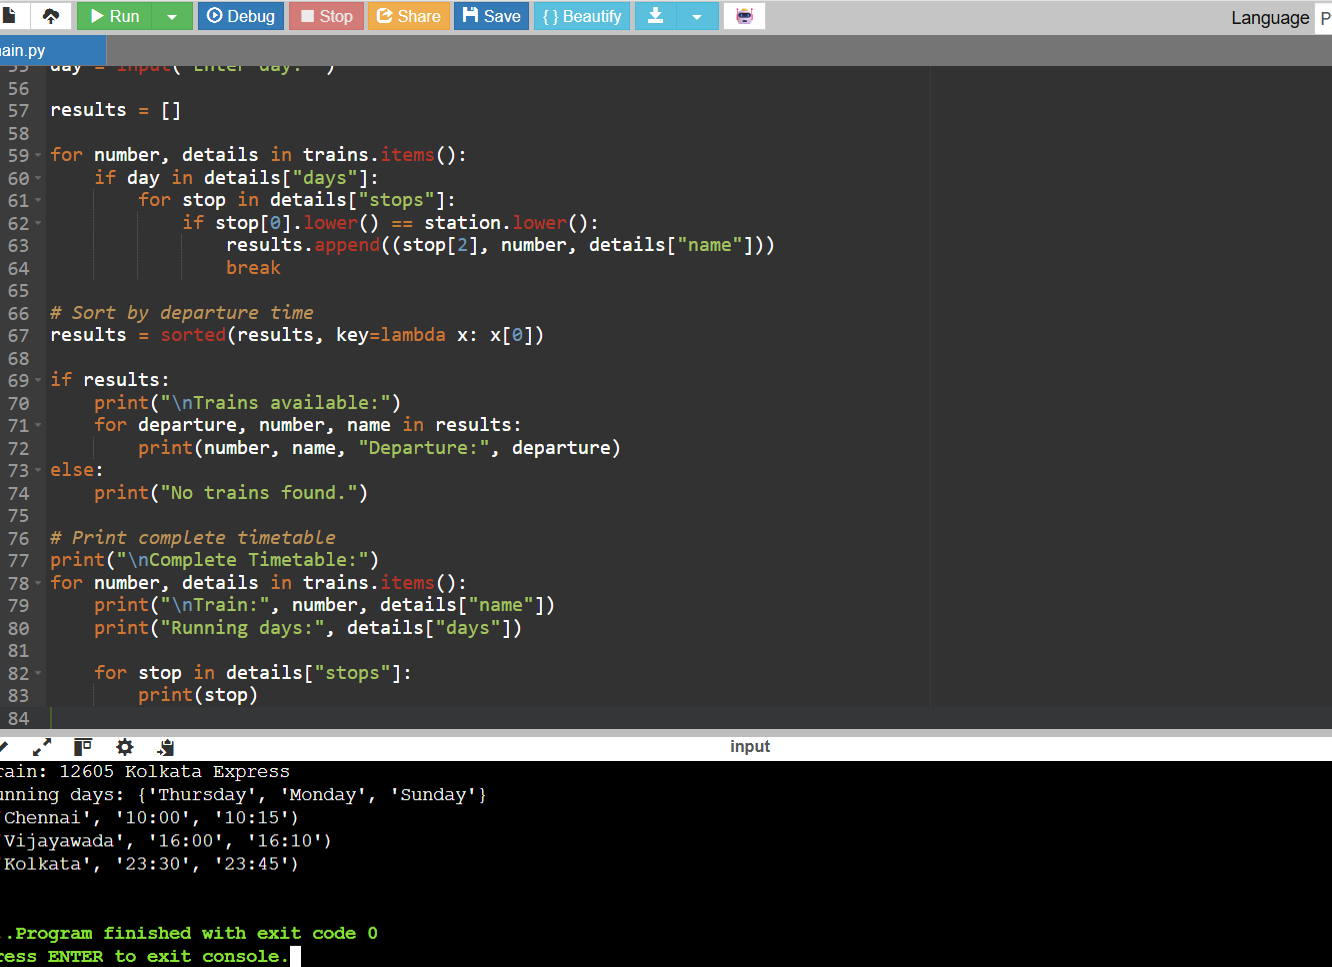 Run
Debug
Stop
Share
Save
{ } Beautify
Language
ain.py
55 day = input("Enter day: ")
56
57 results = []
58
59 for number, details in trains.items():
60     if day in details["days"]:
61         for stop in details["stops"]:
62             if stop[0].lower() == station.lower():
63                 results.append((stop[2], number, details["name"]))
64                 break
65
66 # Sort by departure time
67 results = sorted(results, key=lambda x: x[0])
68
69 if results:
70     print("\nTrains available:")
71     for departure, number, name in results:
72         print(number, name, "Departure:", departure)
73 else:
74     print("No trains found.")
75
76 # Print complete timetable
77 print("\nComplete Timetable:")
78 for number, details in trains.items():
79     print("\nTrain:", number, details["name"])
80     print("Running days:", details["days"])
81
82     for stop in details["stops"]:
83         print(stop)
84
input
rain: 12605 Kolkata Express
unning days: {'Thursday', 'Monday', 'Sunday'}
'Chennai', '10:00', '10:15')
'Vijayawada', '16:00', '16:10')
'Kolkata', '23:30', '23:45')
..Program finished with exit code 0
ress ENTER to exit console.